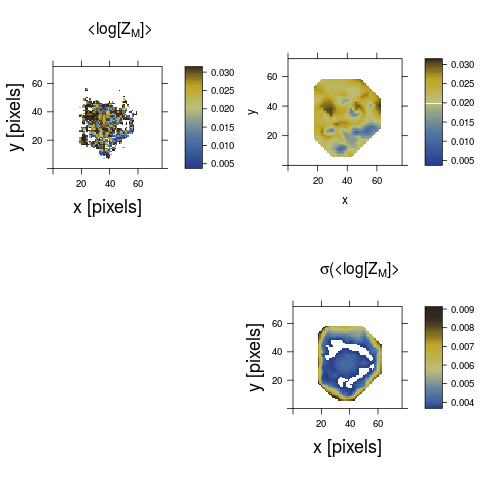 <log[Z_M]>
y [pixels]
60
40
20
20 40 60
x [pixels]
0.030
0.025
0.020
0.015
0.010
0.005
y
60
40
20
20 40 60
x
0.030
0.025
0.020
0.015
0.010
0.005
σ(<log[Z_M]>
y [pixels]
60
40
20
20 40 60
x [pixels]
0.009
0.008
0.007
0.006
0.005
0.004